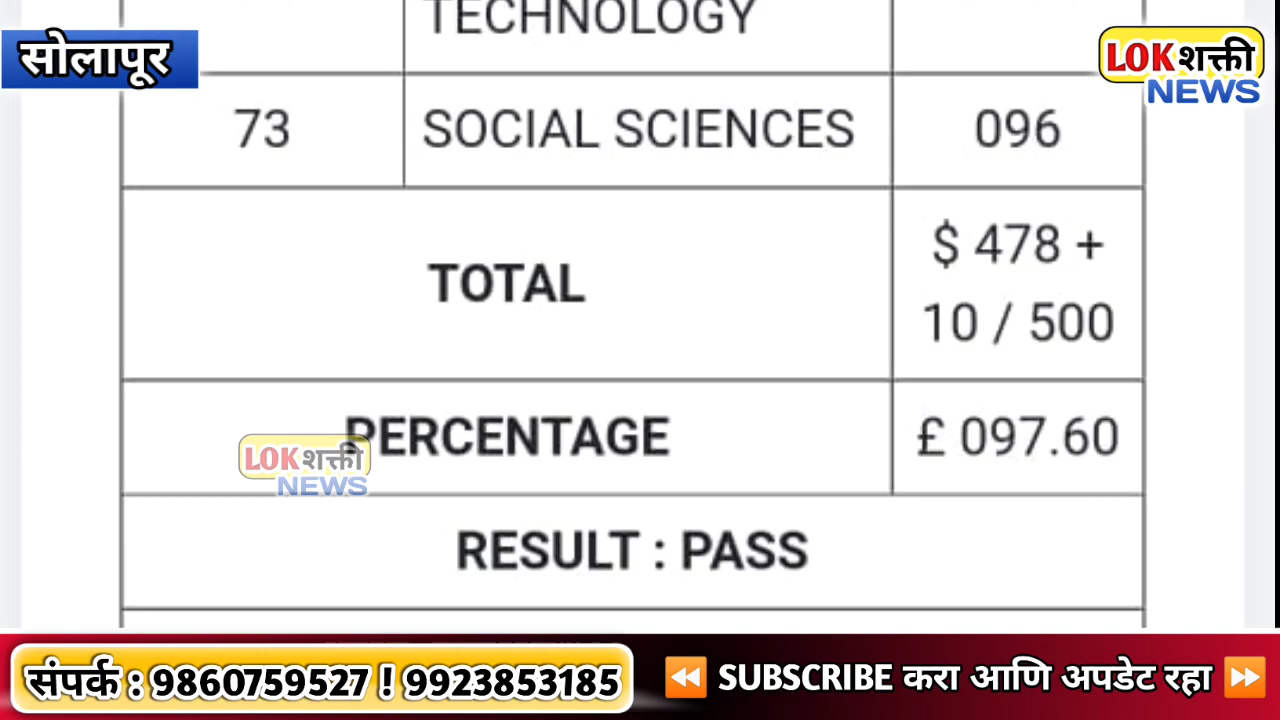 TECHNOLOGY
सोलापूर
LOKशक्ती
NEWS
73 SOCIAL SCIENCES 096
TOTAL $ 478 +
10 / 500
PERCENTAGE £ 097.60
LOKशक्ती
NEWS
RESULT : PASS
संपर्क : 9860759527 ! 9923853185
⏪ SUBSCRIBE करा आणि अपडेट रहा ⏩